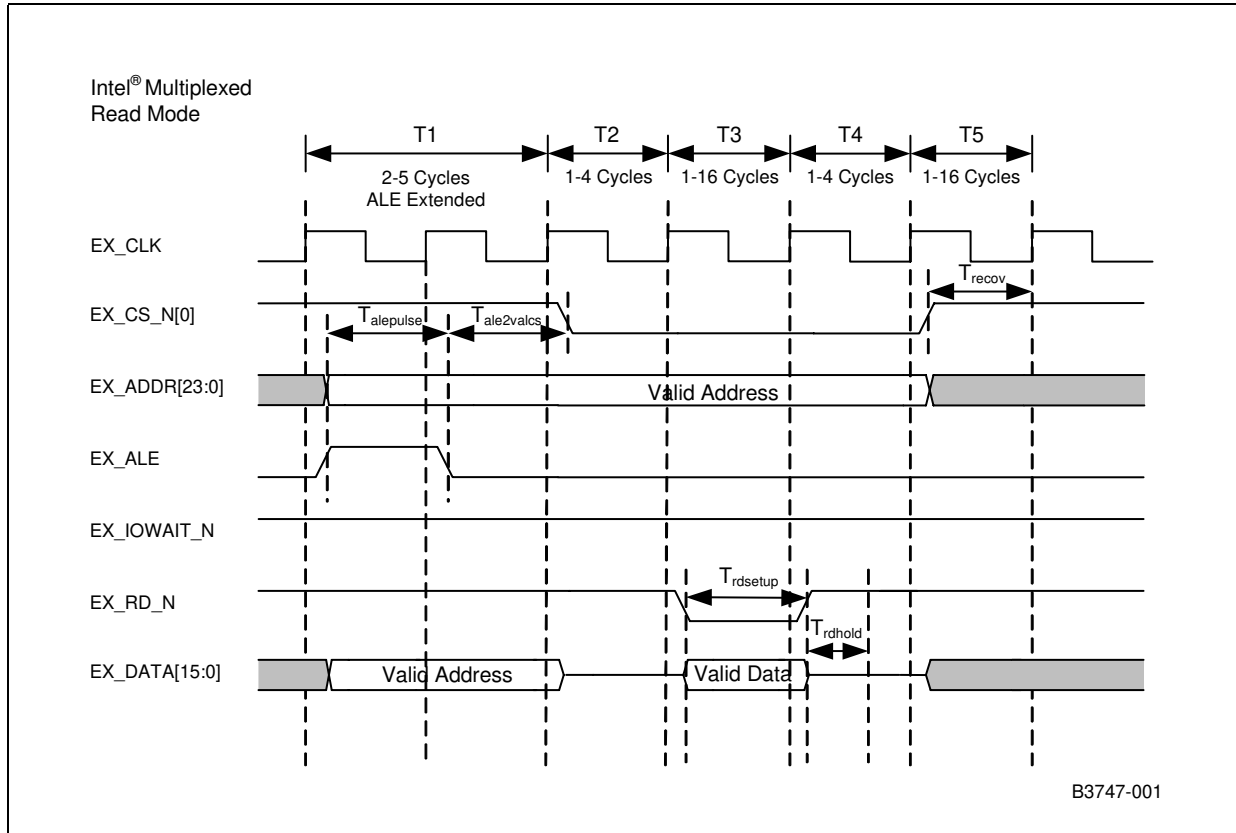 Intel® Multiplexed
Read Mode
T1 T2 T3 T4 T5
2-5 Cycles 1-4 Cycles 1-16 Cycles 1-4 Cycles 1-16 Cycles
ALE Extended
EX_CLK
Trecov
EX_CS_N[0]
Talepulse Tale2valcs
EX_ADDR[23:0] Valid Address
EX_ALE
EX_IOWAIT_N
Trdsetup
EX_RD_N
Trdhold
EX_DATA[15:0] Valid Address Valid Data
B3747-001